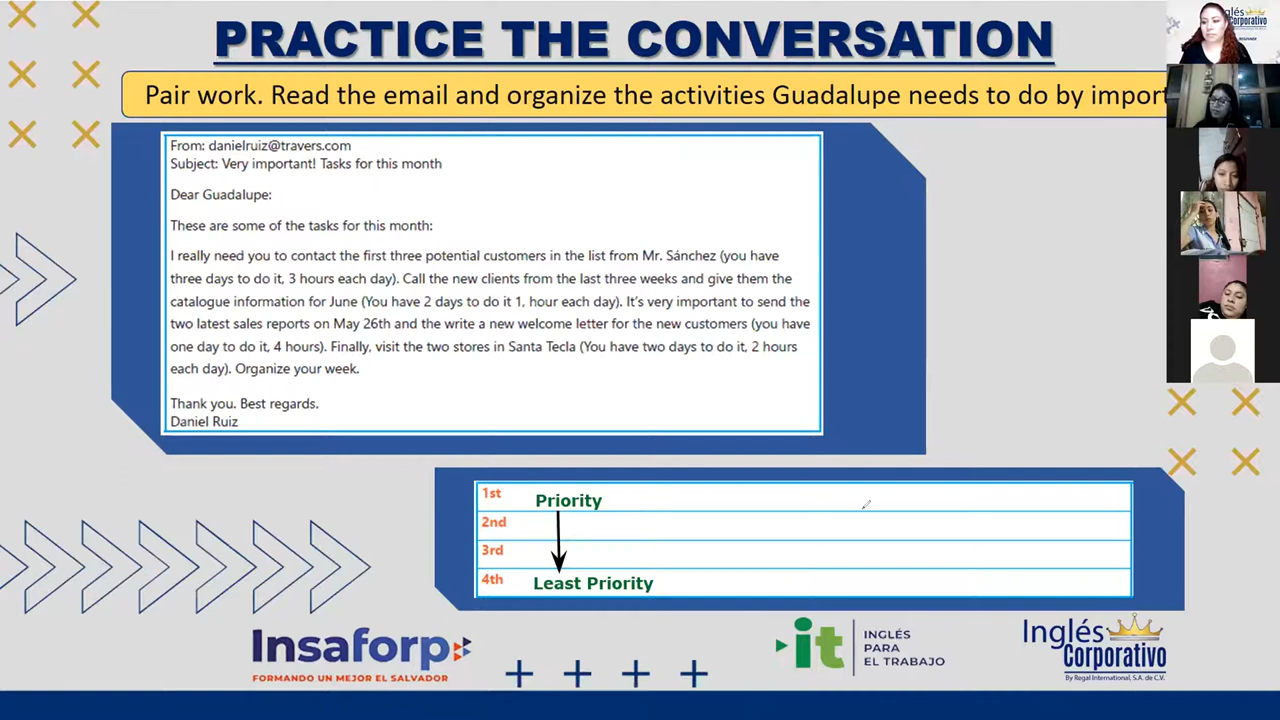 PRACTICE THE CONVERSATION
Pair work. Read the email and organize the activities Guadalupe needs to do by import
From: danielruiz@travers.com
Subject: Very important! Tasks for this month
Dear Guadalupe:
These are some of the tasks for this month:
I really need you to contact the first three potential customers in the list from Mr. Sánchez (you have
three days to do it, 3 hours each day). Call the new clients from the last three weeks and give them the
catalogue information for June (You have 2 days to do it 1, hour each day). It's very important to send the
two latest sales reports on May 26th and the write a new welcome letter for the new customers (you have
one day to do it, 4 hours). Finally, visit the two stores in Santa Tecla (You have two days to do it, 2 hours
each day). Organize your week.
Thank you. Best regards.
Daniel Ruiz
1st Priority
2nd
3rd
4th Least Priority
Insaforp
FORMANDO UN MEJOR EL SALVADOR
it
INGLÉS
PARA
EL TRABAJO
Inglés
Corporativo
By Regal International, S.A. de C.V.
Inglés
Corporativo